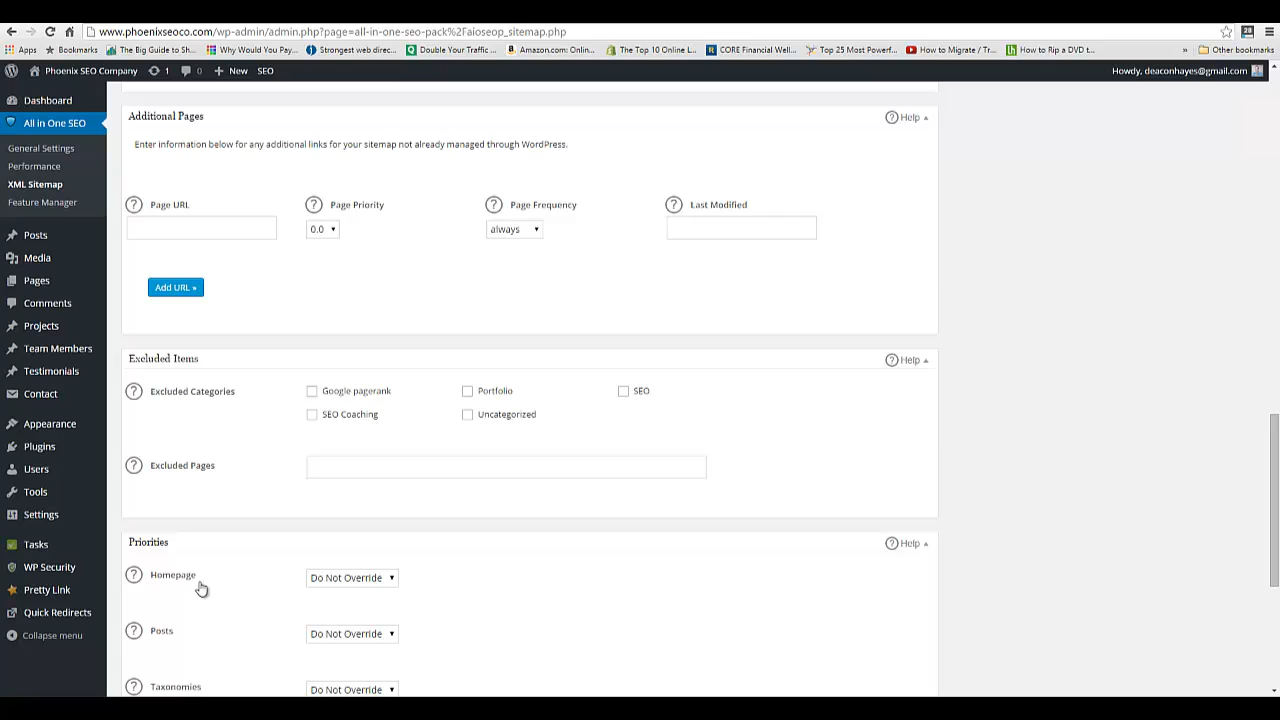 www.phoenixseoco.com/wp-admin/admin.php?page=all-in-one-seo-pack%2Faioseop_sitemap.php
Apps Bookmarks The Big Guide to Sh... Why Would You Pay... Strongest web direc... Double Your Traffic ... Amazon.com: Onlin... The Top 10 Online L... CORE Financial Well... Top 25 Most Powerf... How to Migrate / Tr... How to Rip a DVD t... » Other bookmarks
Phoenix SEO Company 1 0 + New SEO Howdy, deaconhayes@gmail.com
Dashboard
All in One SEO
General Settings
Performance
XML Sitemap
Feature Manager
Posts
Media
Pages
Comments
Projects
Team Members
Testimonials
Contact
Appearance
Plugins
Users
Tools
Settings
Tasks
WP Security
Pretty Link
Quick Redirects
Collapse menu
Additional Pages ? Help
Enter information below for any additional links for your sitemap not already managed through WordPress.
? Page URL ? Page Priority ? Page Frequency ? Last Modified
0.0 always
Add URL »
Excluded Items ? Help
? Excluded Categories Google pagerank Portfolio SEO
SEO Coaching Uncategorized
? Excluded Pages
Priorities ? Help
? Homepage Do Not Override
? Posts Do Not Override
? Taxonomies Do Not Override